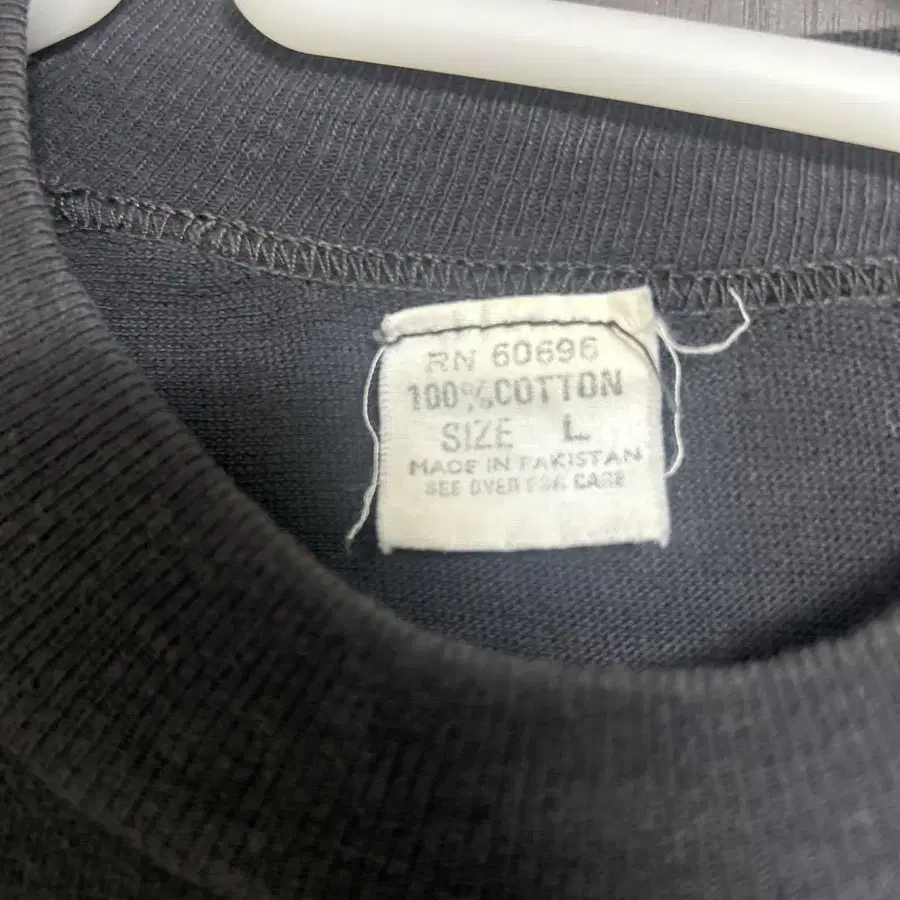 RN 60696
100% COTTON
SIZE L
MADE IN PAKISTAN
SEE OVER FOR CARE